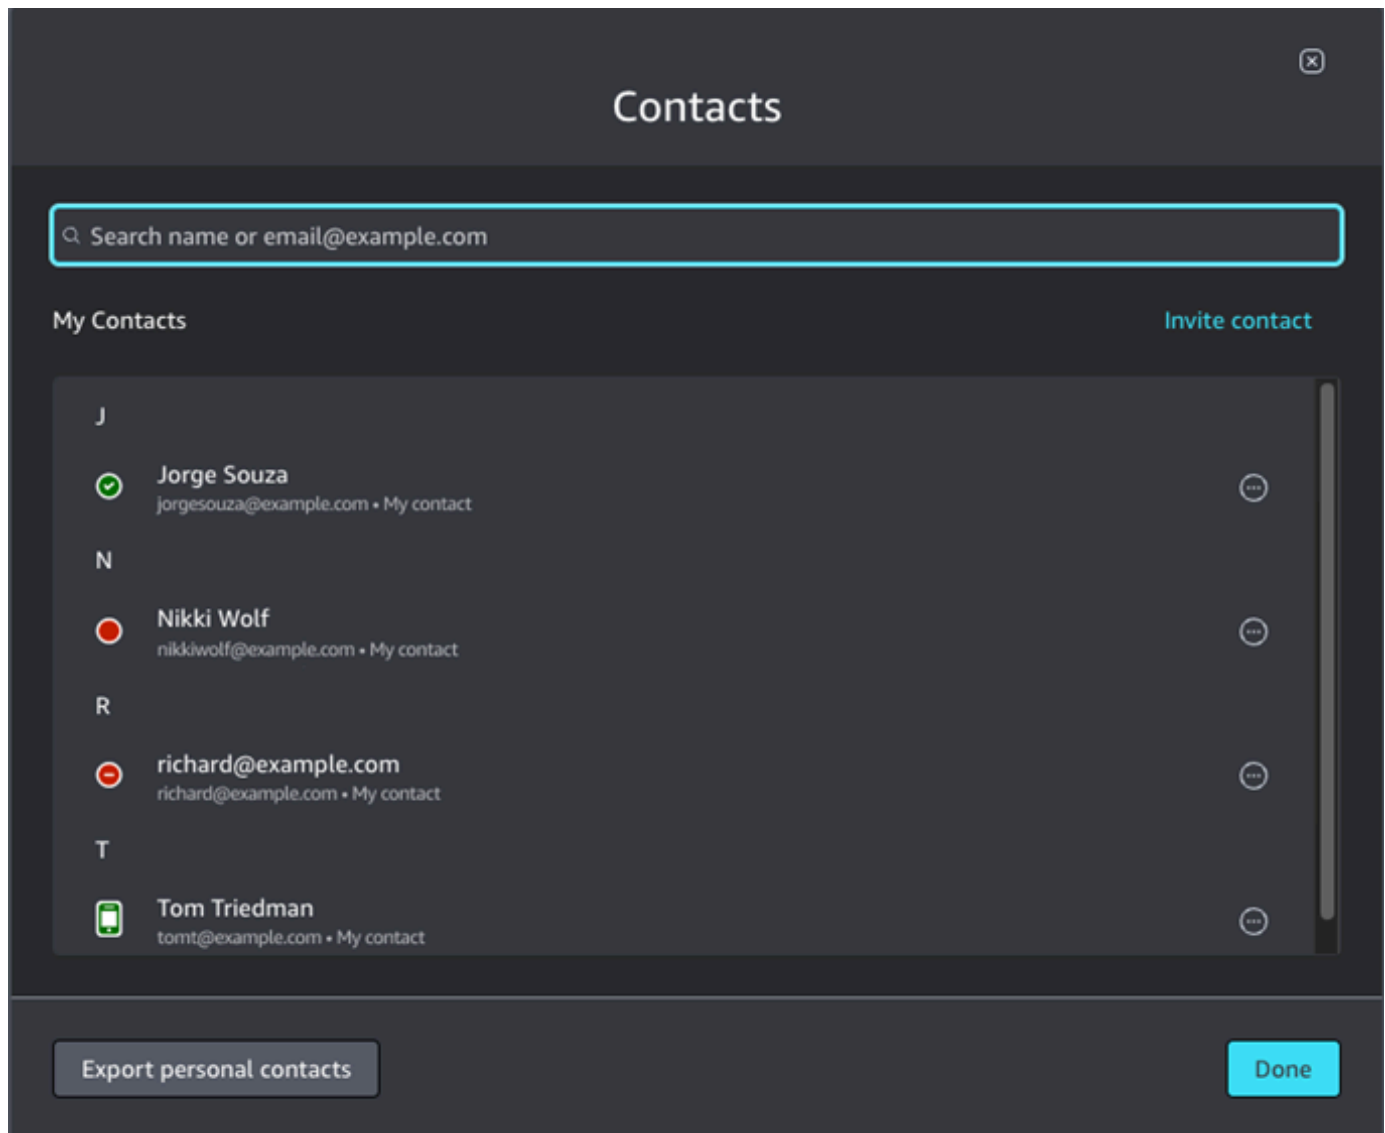 Contacts
Search name or email@example.com
My Contacts
Invite contact
J
Jorge Souza
jorgesouza@example.com • My contact
N
Nikki Wolf
nikkiwolf@example.com • My contact
R
richard@example.com
richard@example.com • My contact
T
Tom Triedman
tomt@example.com • My contact
Export personal contacts
Done